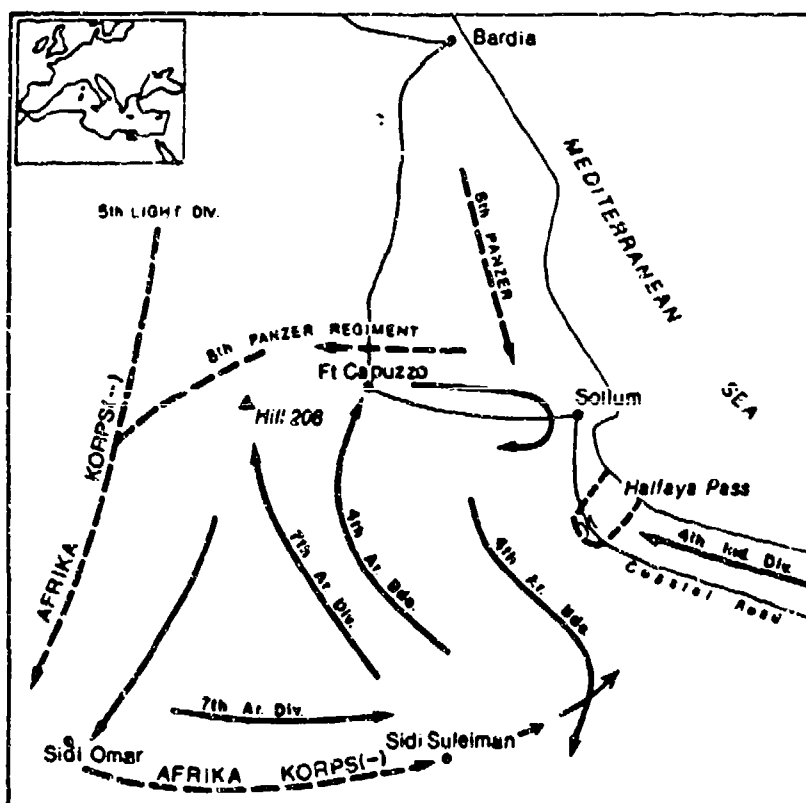 Bardia
MEDITERRANEAN
SEA
5th LIGHT DIV.
8th PANZER
8th PANZER REGIMENT
Ft Capuzzo
Hill 208
Sollum
KORPS(-)
AFRIKA
Halfaya Pass
4th Ind. Div.
Coastal Road
7th Ar. Div.
4th Ar. Bde.
4th Ar. Bde
7th Ar. Div.
Sidi Omar
Sidi Suleiman
AFRIKA KORPS(-)